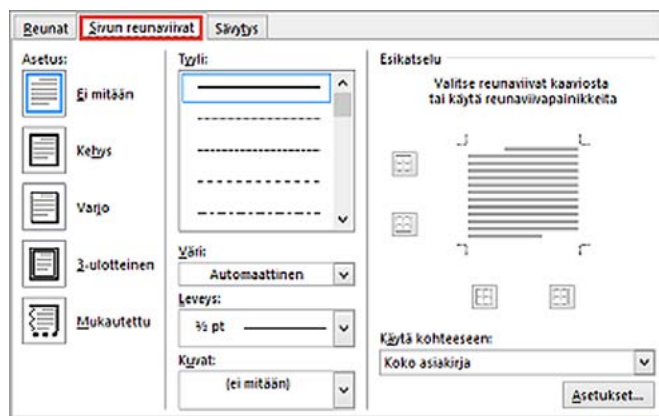 Reunat
Sivun reunaviivat
Sävytys
Asetus:
Ei mitään
Kehys
Varjo
3-ulotteinen
Mukautettu
Tyyli:
Väri:
Automaattinen
Leveys:
½ pt
Kuvat:
(ei mitään)
Esikatselu
Valitse reunaviivat kaaviosta
tai käytä reunaviivapainikkeita
Käytä kohteeseen:
Koko asiakirja
Asetukset...